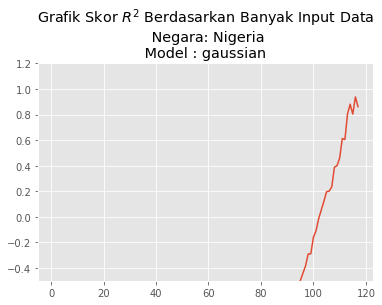 Grafik Skor R² Berdasarkan Banyak Input Data
Negara: Nigeria
Model : gaussian
1.2
1.0
0.8
0.6
0.4
0.2
0.0
−0.2
−0.4
0 20 40 60 80 100 120